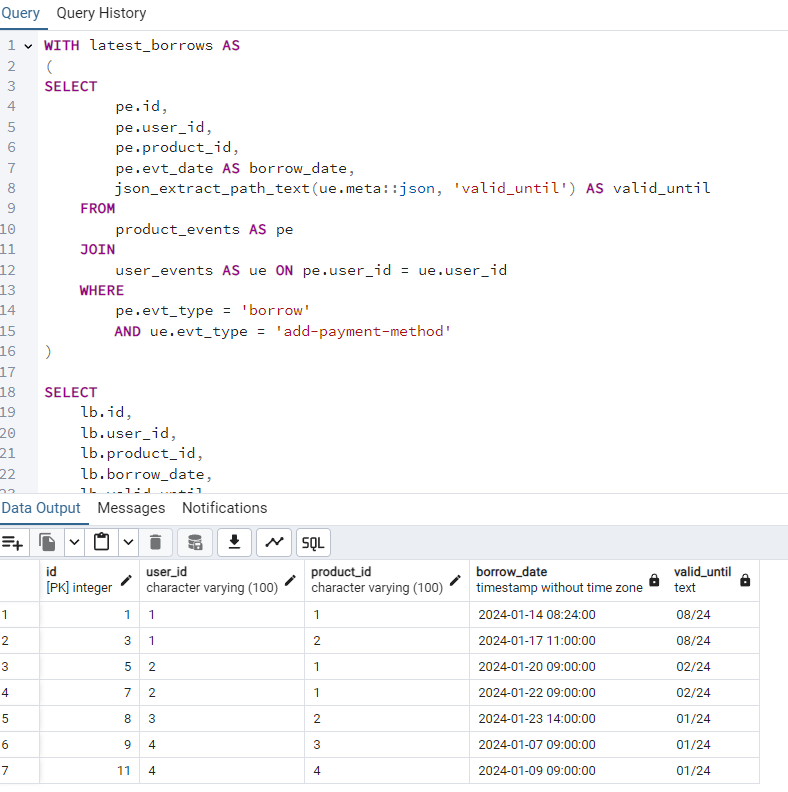 Query Query History
1 WITH latest_borrows AS
2 (
3 SELECT
4 pe.id,
5 pe.user_id,
6 pe.product_id,
7 pe.evt_date AS borrow_date,
8 json_extract_path_text(ue.meta::json, 'valid_until') AS valid_until
9 FROM
10 product_events AS pe
11 JOIN
12 user_events AS ue ON pe.user_id = ue.user_id
13 WHERE
14 pe.evt_type = 'borrow'
15 AND ue.evt_type = 'add-payment-method'
16 )
17
18 SELECT
19 lb.id,
20 lb.user_id,
21 lb.product_id,
22 lb.borrow_date,
23 lb.valid_until
Data Output Messages Notifications
SQL
id user_id product_id borrow_date valid_until
[PK] integer character varying (100) character varying (100) timestamp without time zone text
1 1 1 1 2024-01-14 08:24:00 08/24
2 3 1 2 2024-01-17 11:00:00 08/24
3 5 2 1 2024-01-20 09:00:00 02/24
4 7 2 1 2024-01-22 09:00:00 02/24
5 8 3 2 2024-01-23 14:00:00 01/24
6 9 4 3 2024-01-07 09:00:00 01/24
7 11 4 4 2024-01-09 09:00:00 01/24